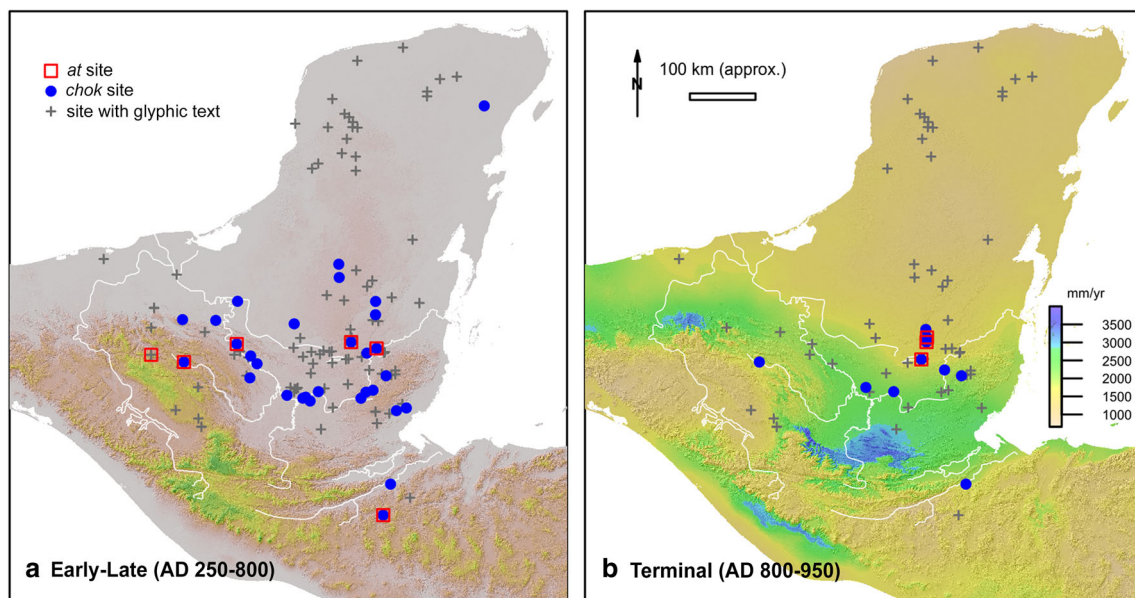 at site
chok site
site with glyphic text
a Early-Late (AD 250-800)
N
100 km (approx.)
mm/yr
3500
3000
2500
2000
1500
1000
b Terminal (AD 800-950)